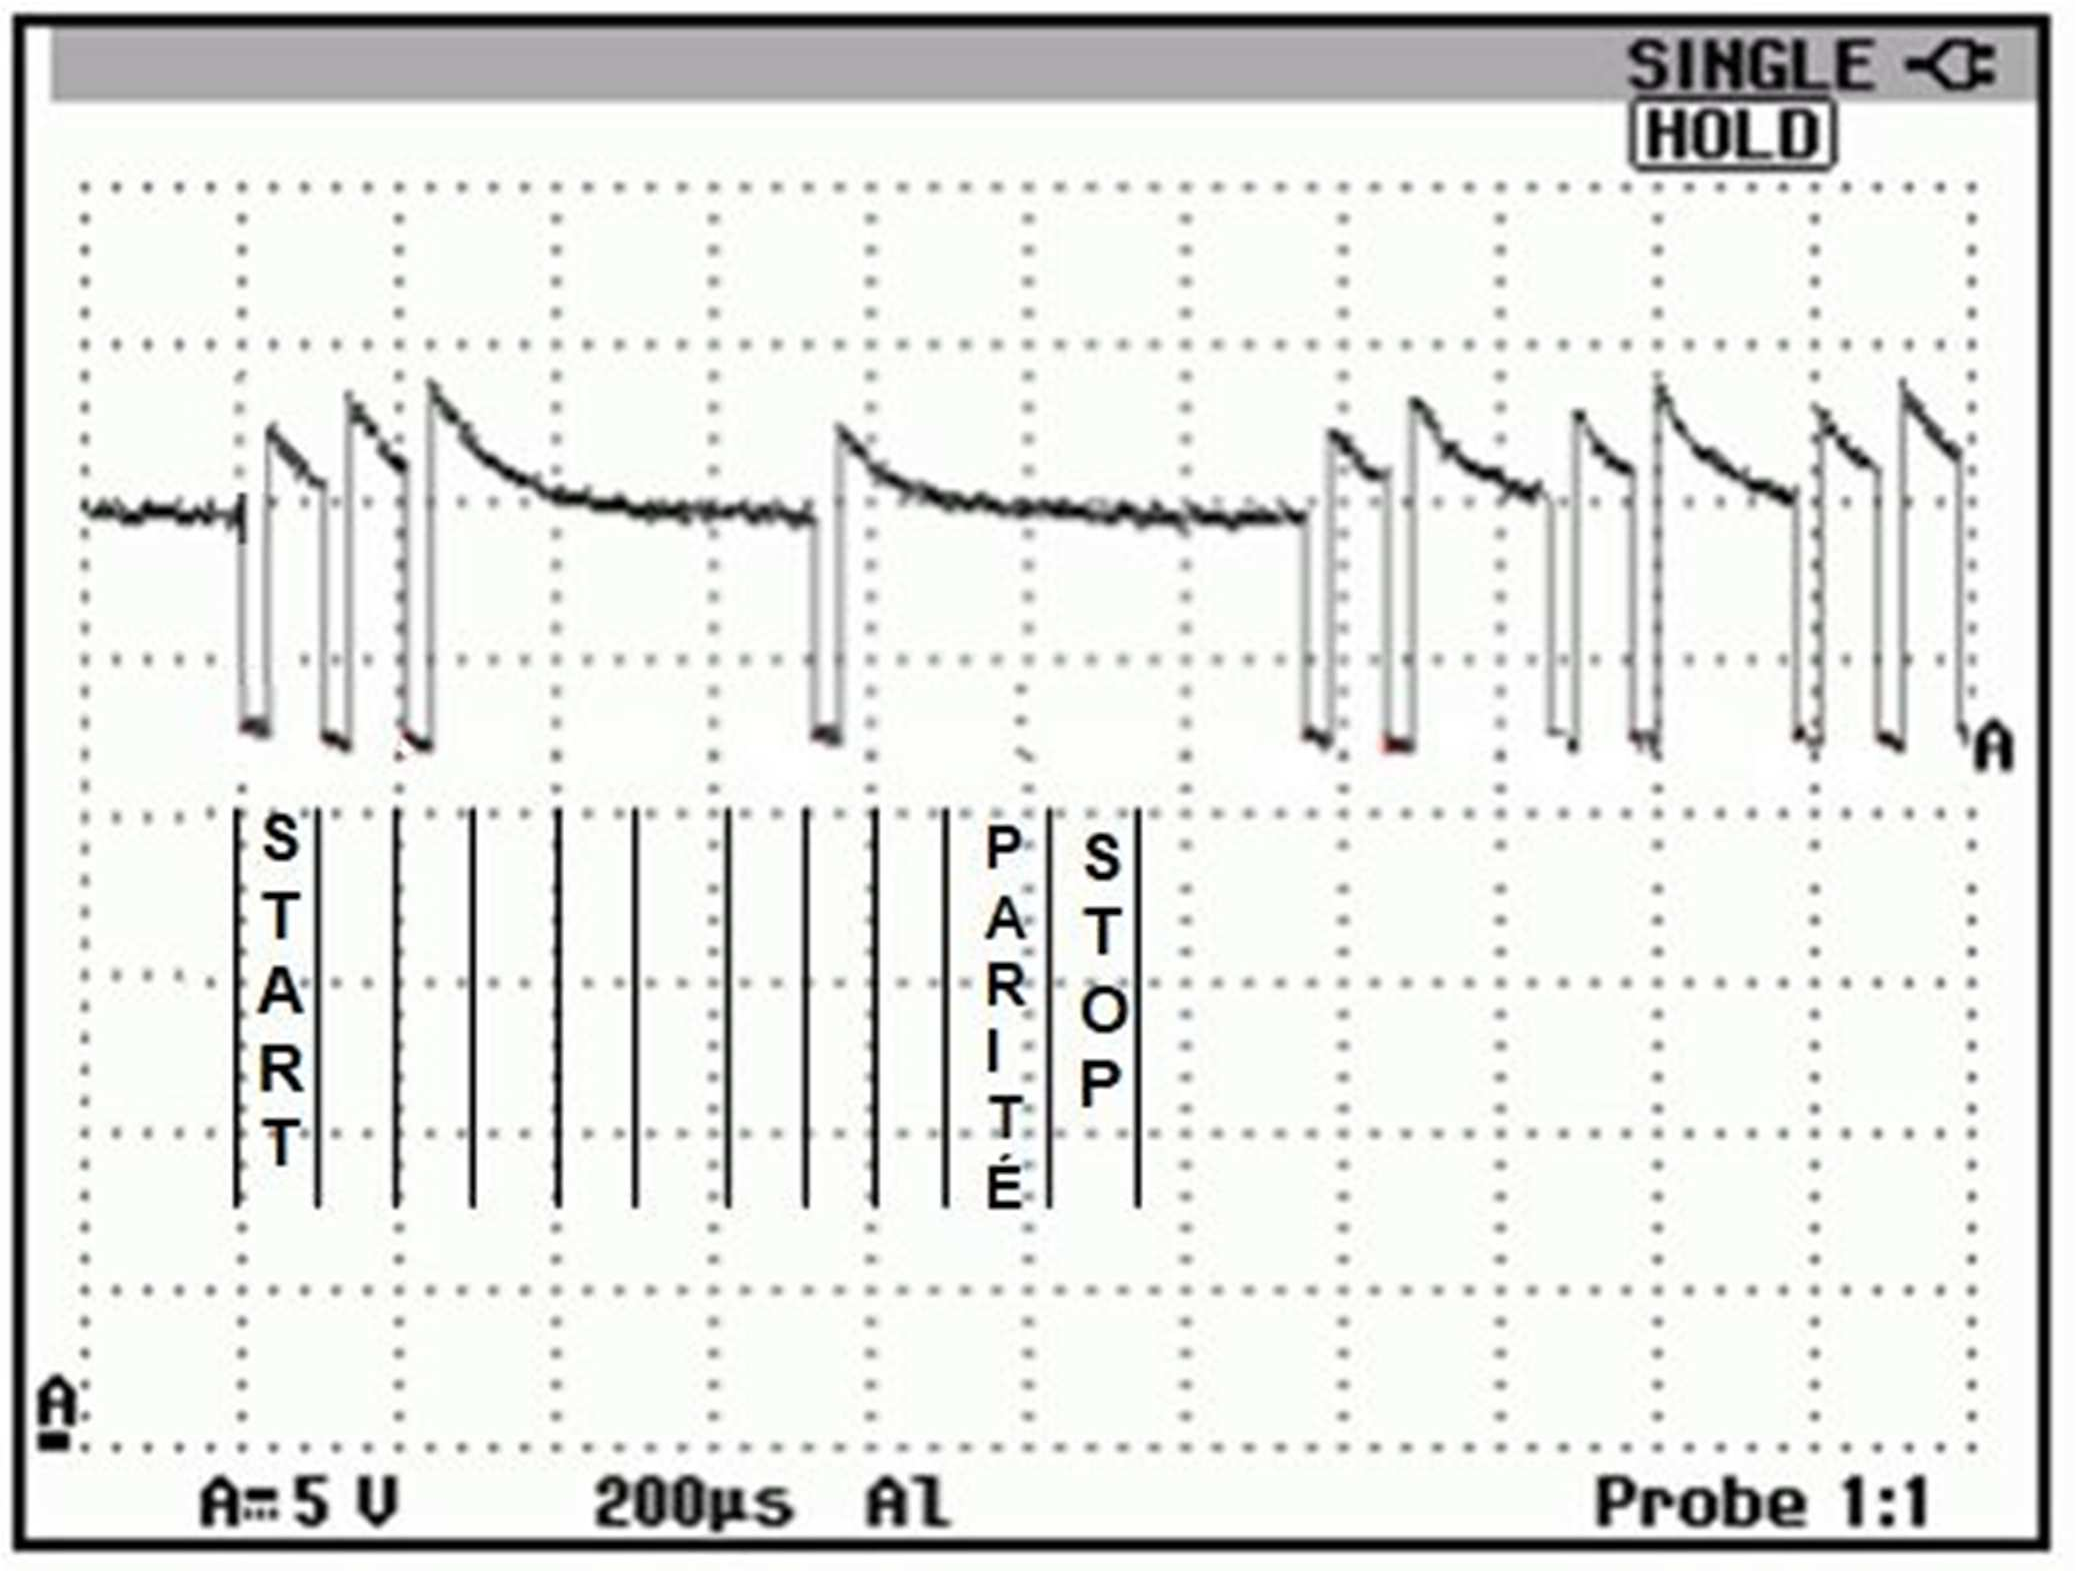 SINGLE
HOLD
A
START
PARITÉ
STOP
A
A 5 V 200µs Al Probe 1:1